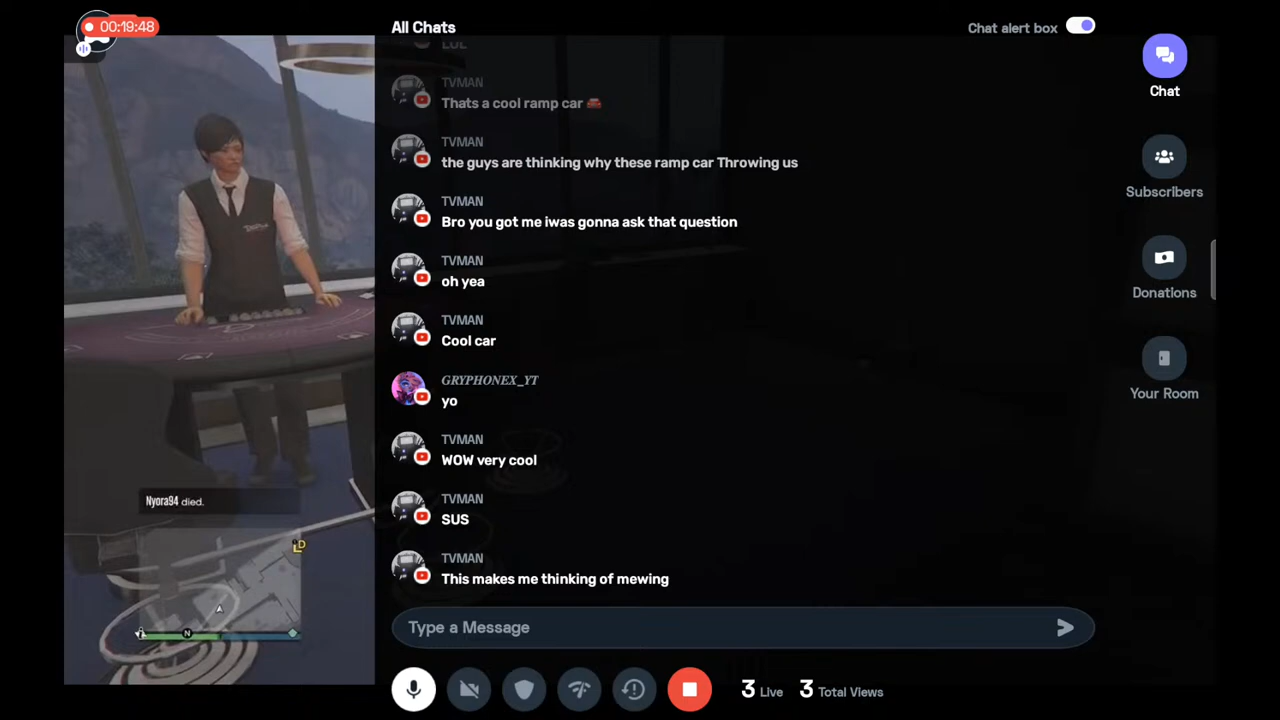 00:19:48
All Chats
Chat alert box
LOL
TVMAN
Thats a cool ramp car 🚘
TVMAN
the guys are thinking why these ramp car Throwing us
TVMAN
Bro you got me iwas gonna ask that question
TVMAN
oh yea
TVMAN
Cool car
GRYPHONEX_YT
yo
TVMAN
WOW very cool
TVMAN
SUS
TVMAN
This makes me thinking of mewing
Type a Message
3 Live 3 Total Views
Chat
Subscribers
Donations
Your Room
Nyora94 died.
N